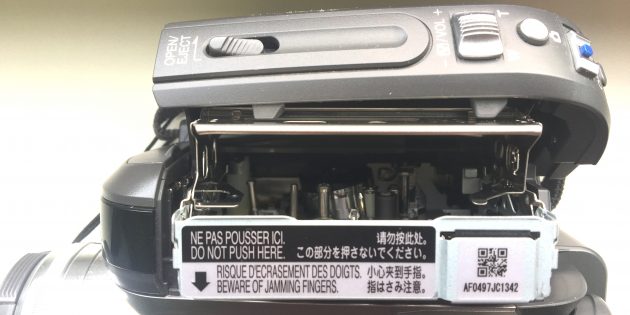 OPEN/
EJECT
− /VOL +
T
NE PAS POUSSER ICI. 请勿按此处。
DO NOT PUSH HERE. この部分を押さないでください。
RISQUE D'ECRASEMENT DES DOIGTS. 小心夹到手指。
BEWARE OF JAMMING FINGERS. 指はさみ注意。
AF0497JC1342